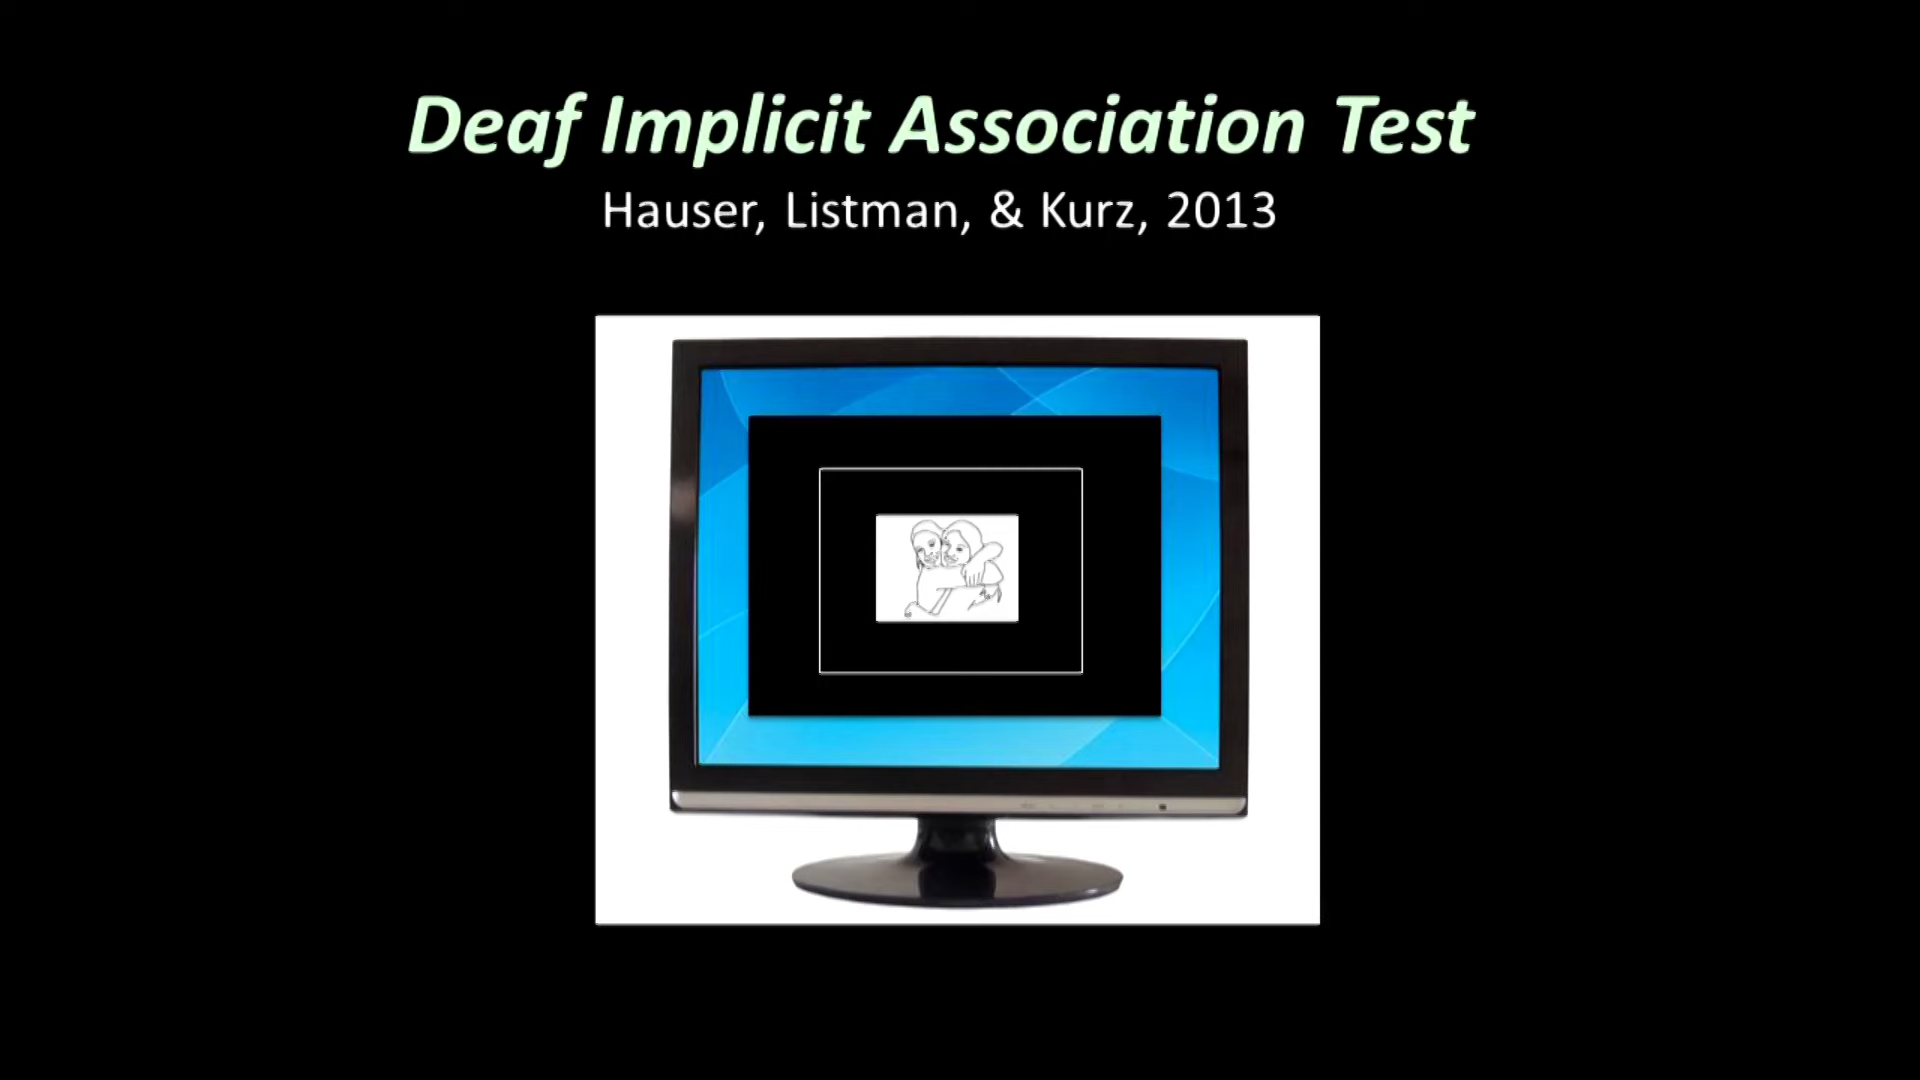 Deaf Implicit Association Test
Hauser, Listman, & Kurz, 2013